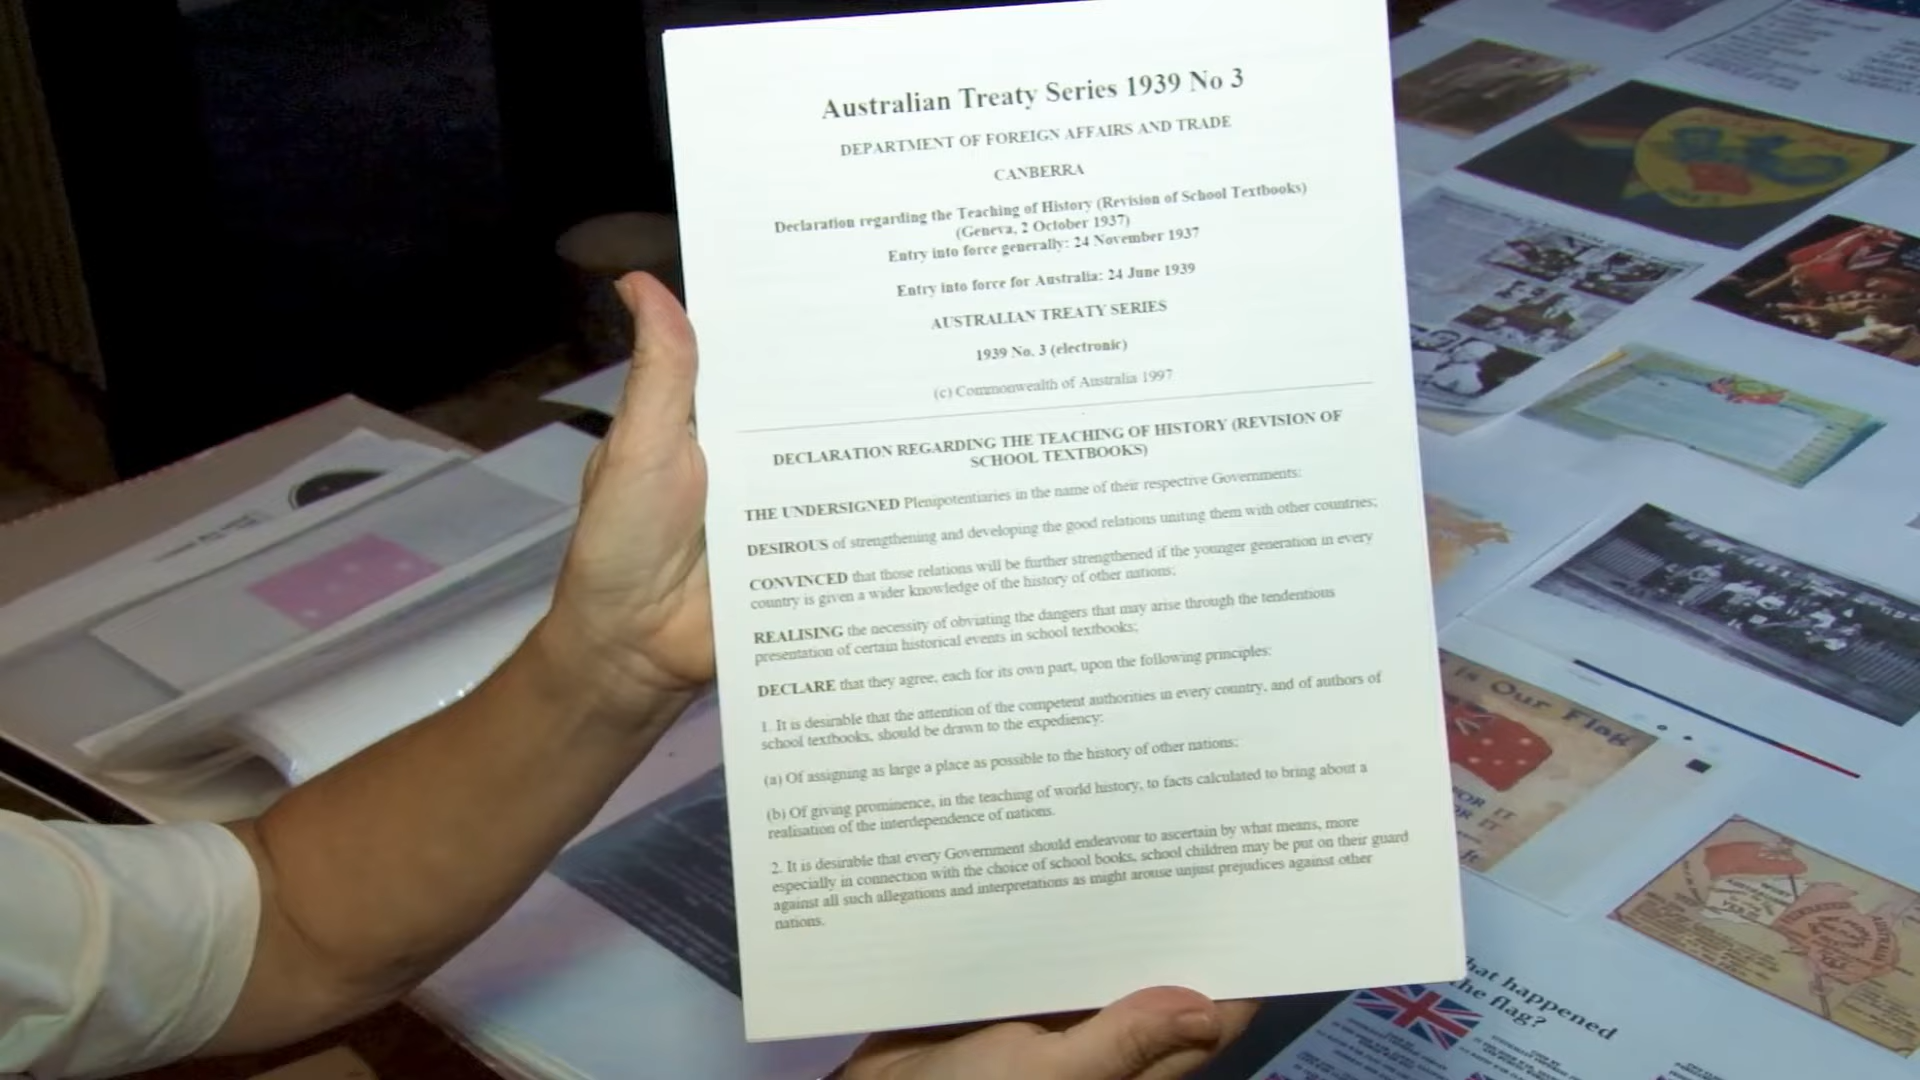 Australian Treaty Series 1939 No 3
DEPARTMENT OF FOREIGN AFFAIRS AND TRADE
CANBERRA
Declaration regarding the Teaching of History (Revision of School Textbooks)
(Geneva, 2 October 1937)
Entry into force generally: 24 November 1937
Entry into force for Australia: 24 June 1939
AUSTRALIAN TREATY SERIES
1939 No. 3 (electronic)
(c) Commonwealth of Australia 1997
DECLARATION REGARDING THE TEACHING OF HISTORY (REVISION OF
SCHOOL TEXTBOOKS)
THE UNDERSIGNED Plenipotentiaries in the name of their respective Governments:
DESIROUS of strengthening and developing the good relations uniting them with other countries;
CONVINCED that those relations will be further strengthened if the younger generation in every
country is given a wider knowledge of the history of other nations;
REALISING the necessity of obviating the dangers that may arise through the tendentious
presentation of certain historical events in school textbooks;
DECLARE that they agree, each for its own part, upon the following principles:
1. It is desirable that the attention of the competent authorities in every country, and of authors of
school textbooks, should be drawn to the expediency:
(a) Of assigning as large a place as possible to the history of other nations;
(b) Of giving prominence, in the teaching of world history, to facts calculated to bring about a
realisation of the interdependence of nations.
2. It is desirable that every Government should endeavour to ascertain by what means, more
especially in connection with the choice of school books, school children may be put on their guard
against all such allegations and interpretations as might arouse unjust prejudices against other
nations.
is Our Flag
FOR IT
OR IT
hat happened
the flag?